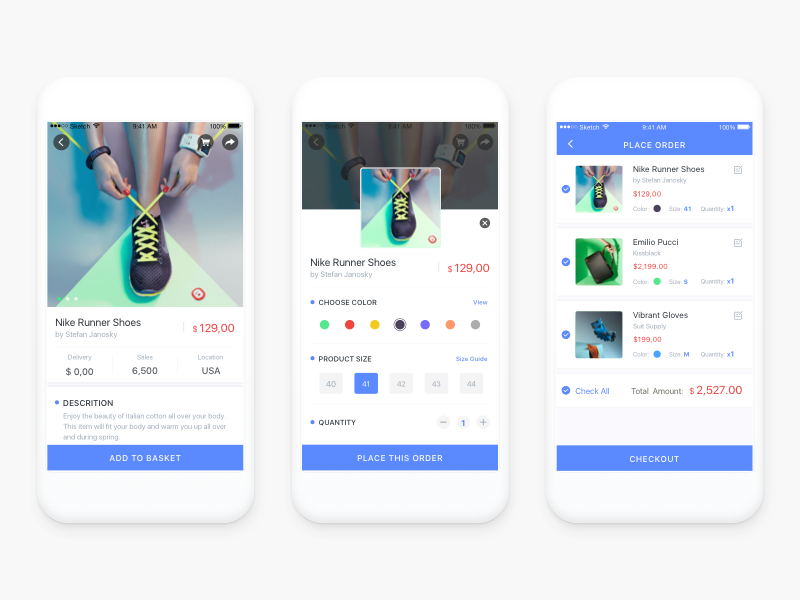 Sketch 9:41 AM 100%
Nike Runner Shoes
by Stefan Janosky
$ 129,00
Delivery Sales Location
$ 0,00 6,500 USA
DESCRITION
Enjoy the beauty of italian cotton all over your body.
This item will fit your body and warm you up all over
and during spring.
ADD TO BASKET
Sketch 9:41 AM 100%
Nike Runner Shoes
by Stefan Janosky
$ 129,00
CHOOSE COLOR View
PRODUCT SIZE Size Guide
40 41 42 43 44
QUANTITY 1
PLACE THIS ORDER
Sketch 9:41 AM 100%
PLACE ORDER
Nike Runner Shoes
by Stefan Janosky
$129,00
Color: Size: 41 Quantity: x1
Emilio Pucci
Kissblack
$2,199.00
Color: Size: S Quantity: x1
Vibrant Gloves
Suit Supply
$199,00
Color: Size: M Quantity: x1
Check All Total Amount: $ 2,527.00
CHECKOUT